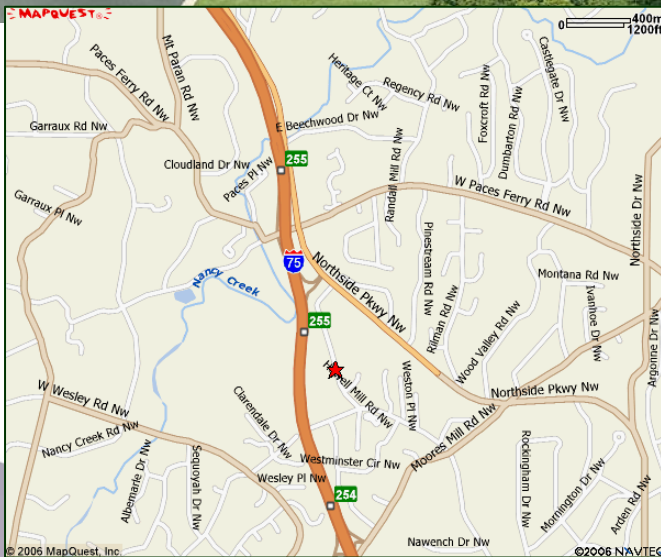 MAPQUEST
400m
0
1200ft
Mt Paran Rd Nw
Paces Ferry Rd Nw
Heritage Ct Nw
Regency Rd Nw
Foxcroft Rd Nw
Dumbarton Rd Nw
Castlegate Dr Nw
Garraux Rd Nw
E Beechwood Dr Nw
Cloudland Dr Nw
255
Paces Pl Nw
Randall Mill Rd Nw
W Paces Ferry Rd Nw
Garraux Pl Nw
Northside Dr Nw
75
Nancy Creek
Northside Pkwy Nw
Pinestream Rd Nw
Montana Rd Nw
Rilman Rd Nw
Ivanhoe Dr Nw
255
Wood Valley Rd Nw
Argonne Dr Nw
H ell Mill Rd Nw
Weston Pl Nw
W Wesley Rd Nw
Northside Pkwy Nw
Clarendale Dr Nw
Moores Mill Rd Nw
Nancy Creek Rd Nw
Albemarle Dr Nw
Sequoyah Dr Nw
Westminster Cir Nw
Wesley Pl Nw
Rockingham Dr Nw
Mornington Dr Nw
Arden Rd Nw
254
Nawench Dr Nw
© 2006 MapQuest, Inc.
©2006 NAVTEQ